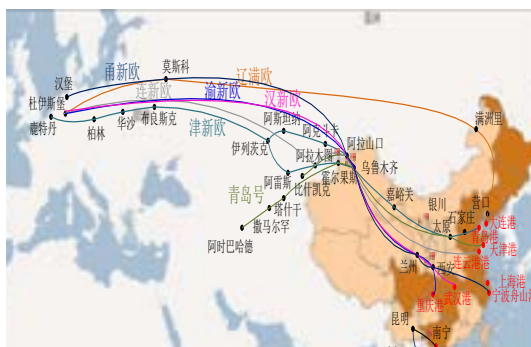 莫斯科
甬新欧
辽满欧
汉堡
连新欧
渝新欧
汉新欧
杜伊斯堡
鹿特丹
柏林
华沙
布良斯克
津新欧
阿斯坦纳
阿克斗卡
满洲里
伊列茨克
阿拉木图
阿拉山口
乌鲁木齐
阿雷斯
比什凯克
霍尔果斯
青岛号
塔什干
撒马尔罕
阿时巴哈德
嘉峪关
银川
营口
石家庄
太原
大连港
青岛港
天津港
连云港港
兰州
西安
上海港
武汉港
宁波舟山港
重庆港
昆明
南宁